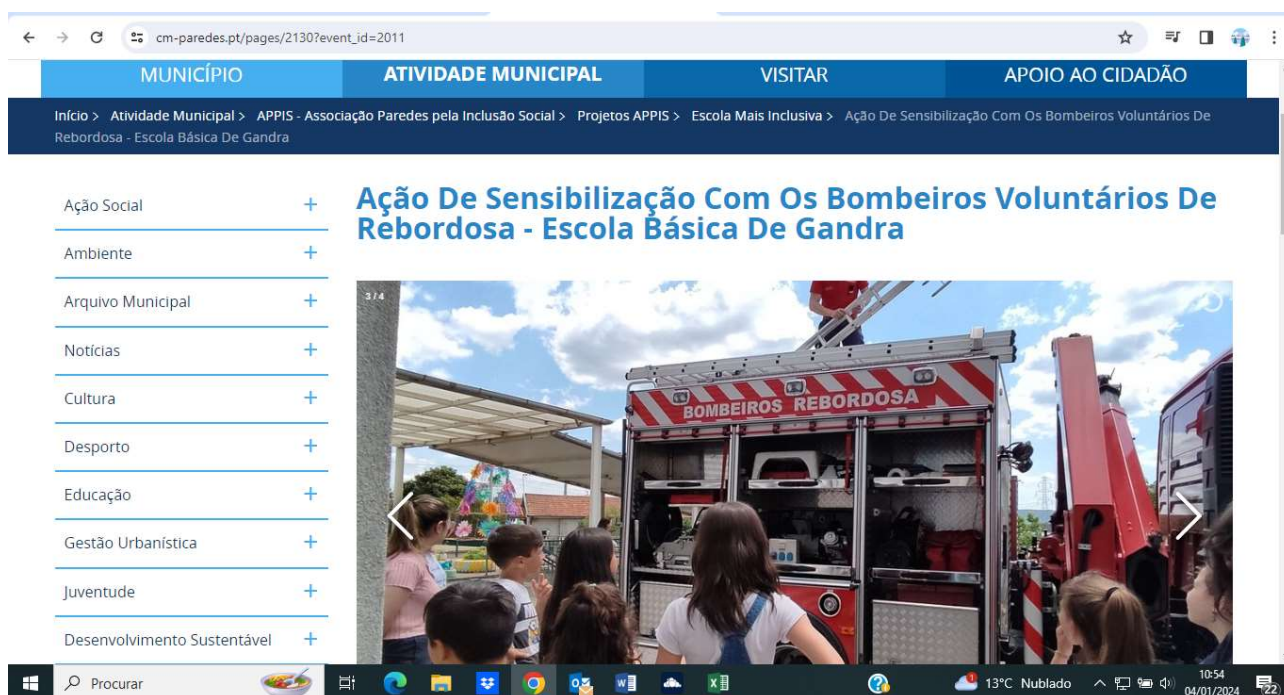 cm-paredes.pt/pages/2130?event_id=2011
MUNICÍPIO
ATIVIDADE MUNICIPAL
VISITAR
APOIO AO CIDADÃO
Início > Atividade Municipal > APPIS - Associação Paredes pela Inclusão Social > Projetos APPIS > Escola Mais Inclusiva > Ação De Sensibilização Com Os Bombeiros Voluntários De
Rebordosa - Escola Básica De Gandra
Ação Social
Ambiente
Arquivo Municipal
Notícias
Cultura
Desporto
Educação
Gestão Urbanística
Juventude
Desenvolvimento Sustentável
Ação De Sensibilização Com Os Bombeiros Voluntários De
Rebordosa - Escola Básica De Gandra
3 / 4
BOMBEIROS REBORDOSA
Procurar
13°C Nublado
10:54
04/01/2024
22